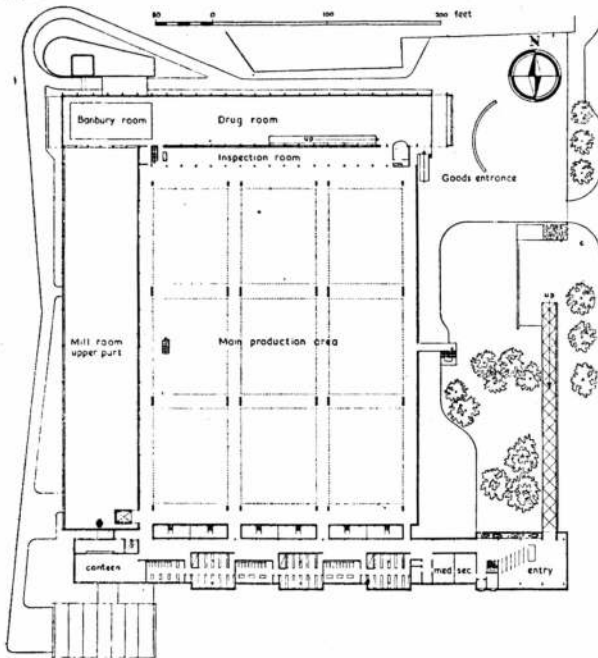 50 0 100 200 feet
N
Banbury room
Drug room
up
Inspection room
Goods entrance
up
Mill room
upper part
Main production area
canteen
med
sec
entry